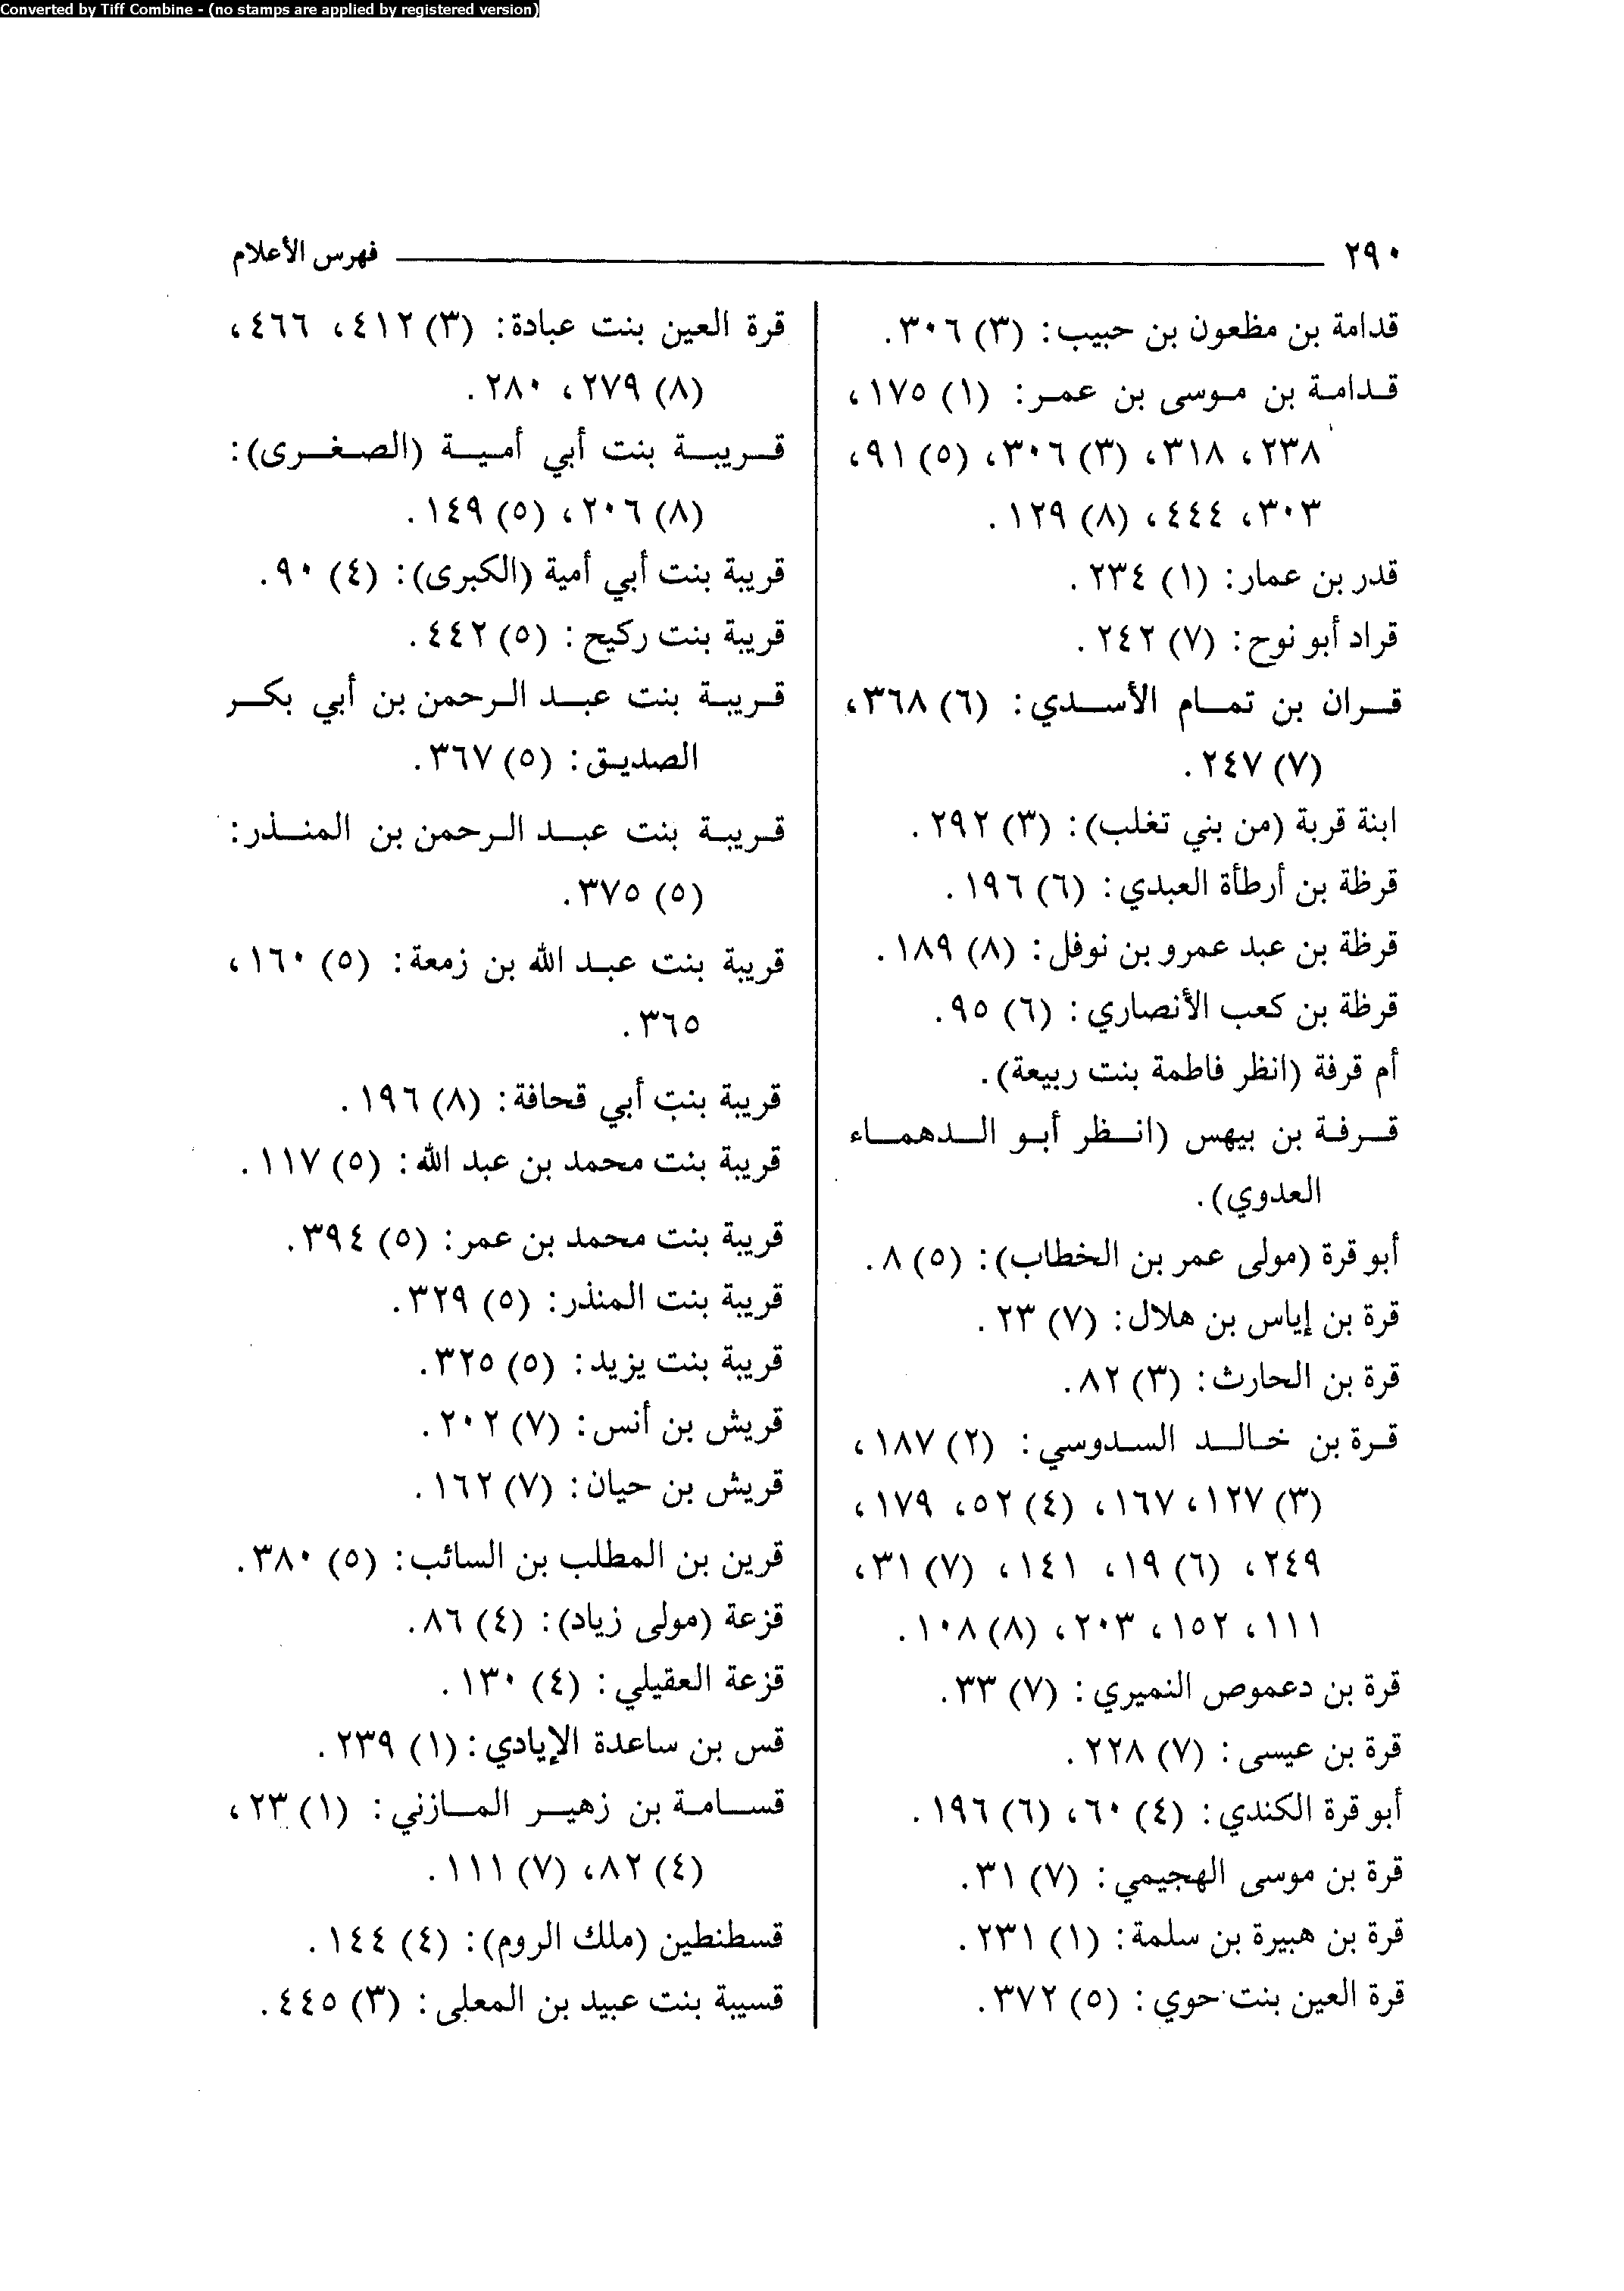 Converted by Tiff Combine - (no stamps are applied by registered version)
٢٩٠ فهرس الأعلام
قدامة بن مظعون بن حبيب: (٣) ٣٠٦.
قدامة بن موسى بن عمر: (١) ١٧٥،
٢٣٨، ٣١٨، (٣) ٣٠٦، (٥) ٩١،
٣٠٣، ٤٤٤، (٨) ١٢٩.
قدر بن عمار: (١) ٢٣٤.
قراد أبو نوح: (٧) ٢٤٢.
قران بن تمام الأسدي: (٦) ٣٦٨،
(٧) ٢٤٧.
ابنة قربة (من بني تغلب): (٣) ٢٩٢.
قرظة بن أرطأة العبدي: (٦) ١٩٦.
قرظة بن عبد عمرو بن نوفل: (٨) ١٨٩.
قرظة بن كعب الأنصاري: (٦) ٩٥.
أم قرفة (انظر فاطمة بنت ربيعة).
قرفة بن بيهس (انظر أبو الدهماء
العدوي).
أبو قرة (مولى عمر بن الخطاب): (٥) ٨.
قرة بن إياس بن هلال: (٧) ٢٣.
قرة بن الحارث: (٣) ٨٢.
قرة بن خالد السدوسي: (٢) ١٨٧،
(٣) ١٢٧، ١٦٧، (٤) ٥٢، ١٧٩،
٢٤٩، (٦) ١٩، ١٤١، (٧) ٣١،
١١١، ١٥٢، ٢٠٣، (٨) ١٠٨.
قرة بن دعموص النميري: (٧) ٣٣.
قرة بن عيسى: (٧) ٢٢٨.
أبو قرة الكندي: (٤) ٦٠، (٦) ١٩٦.
قرة بن موسى الهجيمي: (٧) ٣١.
قرة بن هبيرة بن سلمة: (١) ٢٣١.
قرة العين بنت حوي: (٥) ٣٧٢.
قرة العين بنت عبادة: (٣) ٤١٢، ٤٦٦،
(٨) ٢٧٩، ٢٨٠.
قريبة بنت أبي أمية (الصغرى):
(٨) ٢٠٦، (٥) ١٤٩.
قريبة بنت أبي أمية (الكبرى): (٤) ٩٠.
قريبة بنت ركيح: (٥) ٤٤٢.
قريبة بنت عبد الرحمن بن أبي بكر
الصديق: (٥) ٣٦٧.
قريبة بنت عبد الرحمن بن المنذر:
(٥) ٣٧٥.
قريبة بنت عبد الله بن زمعة: (٥) ١٦٠،
٣٦٥.
قريبة بنت أبي قحافة: (٨) ١٩٦.
قريبة بنت محمد بن عبد الله: (٥) ١١٧.
قريبة بنت محمد بن عمر: (٥) ٣٩٤.
قريبة بنت المنذر: (٥) ٣٢٩.
قريبة بنت يزيد: (٥) ٣٢٥.
قريش بن أنس: (٧) ٢٠٢.
قريش بن حيان: (٧) ١٦٢.
قرين بن المطلب بن السائب: (٥) ٣٨٠.
قزعة (مولى زياد): (٤) ٨٦.
قزعة العقيلي: (٤) ١٣٠.
قس بن ساعدة الإيادي: (١) ٢٣٩.
قسامة بن زهير المازني: (١) ٢٣،
(٤) ٨٢، (٧) ١١١.
قسطنطين (ملك الروم): (٤) ١٤٤.
قسيبة بنت عبيد بن المعلى: (٣) ٤٤٥.